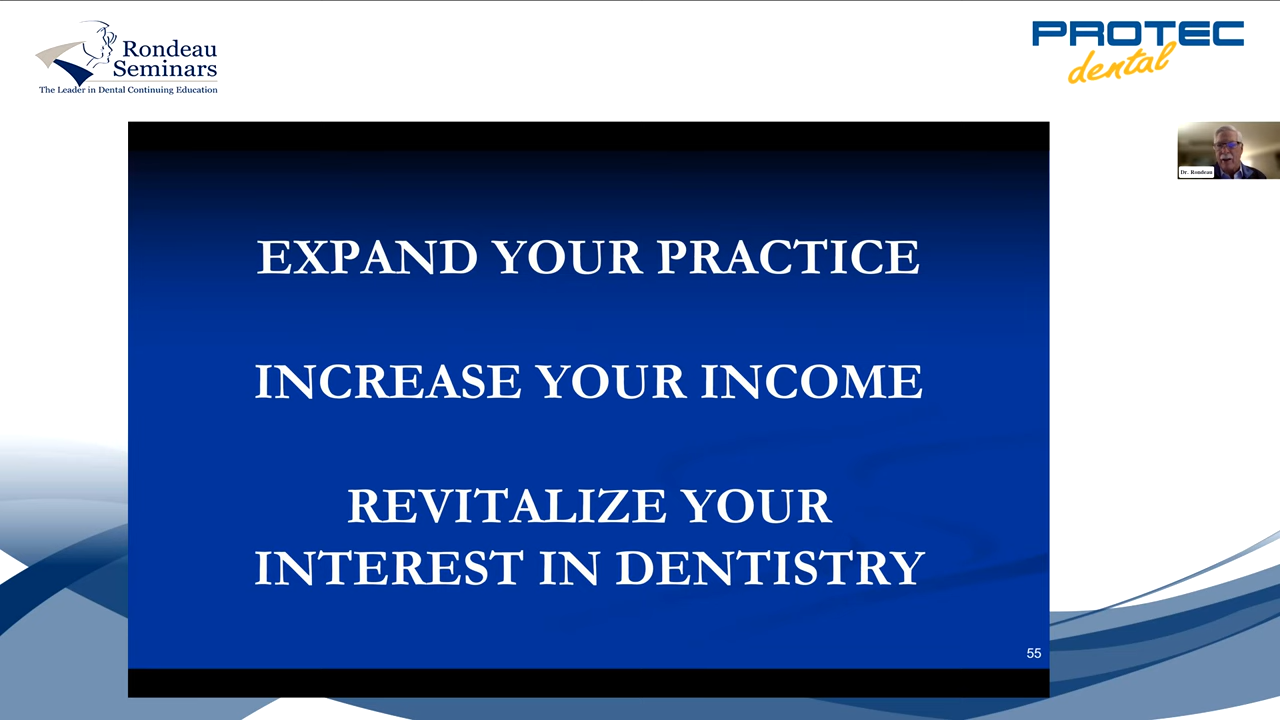 Rondeau
Seminars
The Leader in Dental Continuing Education
PROTEC
dental
Dr. Rondeau
EXPAND YOUR PRACTICE
INCREASE YOUR INCOME
REVITALIZE YOUR
INTEREST IN DENTISTRY
55